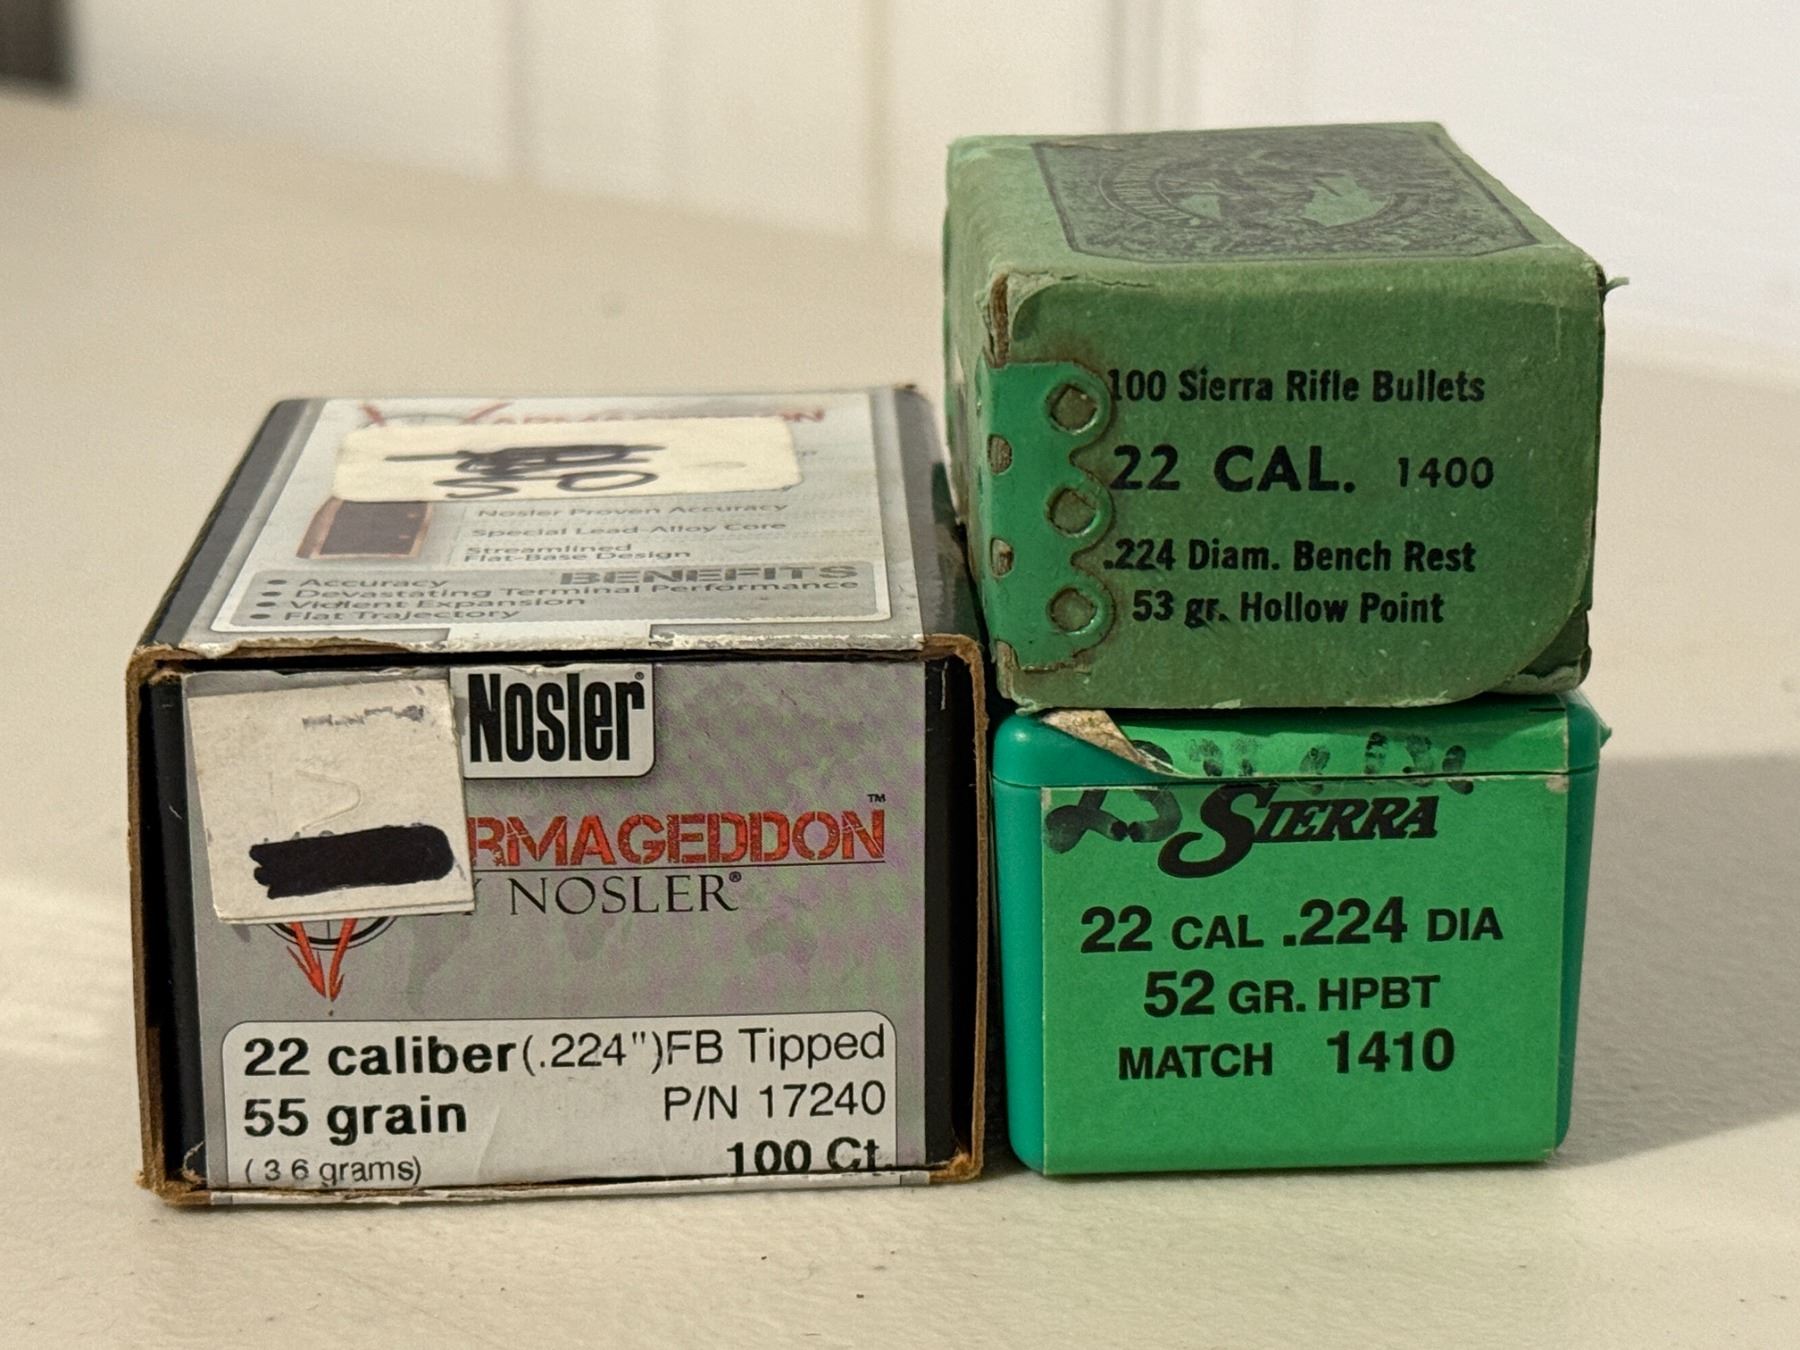 Nosler Proven Accuracy
Special Lead-Alloy Core
Streamlined
Flat-Base Design
BENEFITS
• Accuracy
• Devastating Terminal Performance
• Violent Expansion
• Flat Trajectory
Nosler®
RMAGEDDON™
Y NOSLER®
22 caliber (.224") FB Tipped
55 grain P/N 17240
(3 6 grams) 100 Ct.
100 Sierra Rifle Bullets
22 CAL. 1400
.224 Diam. Bench Rest
53 gr. Hollow Point
SIERRA
22 CAL .224 DIA
52 GR. HPBT
MATCH 1410